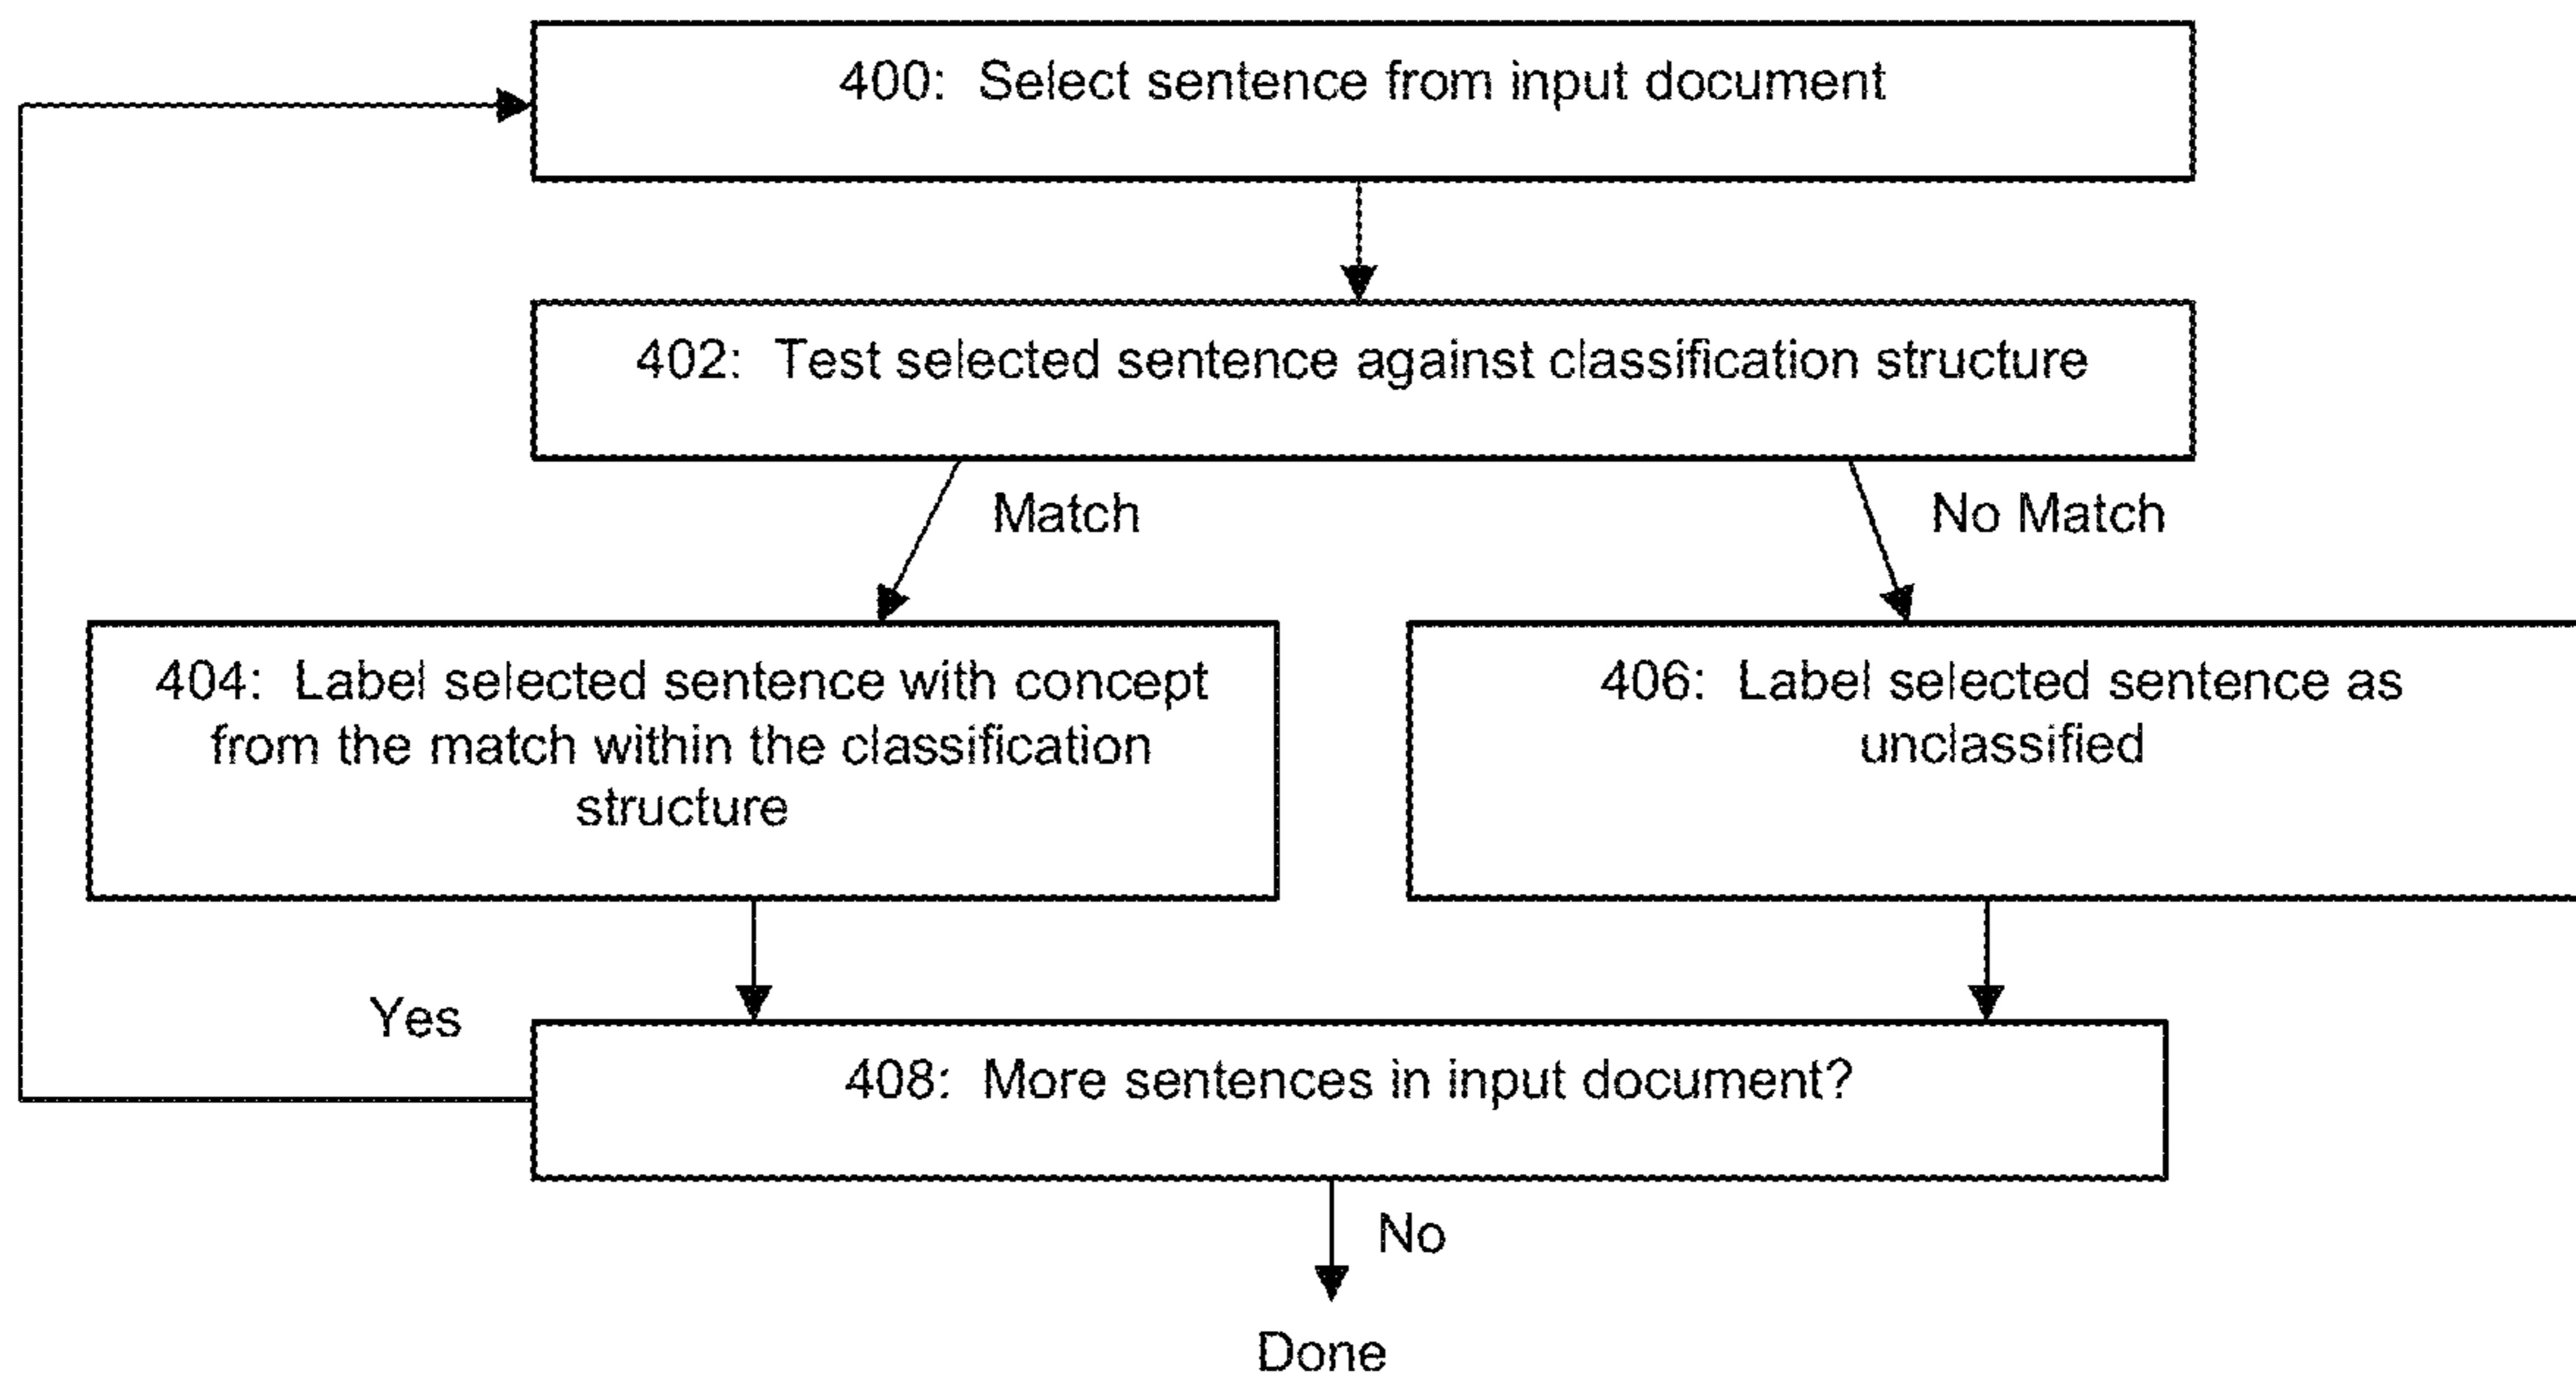 400: Select sentence from input document
402: Test selected sentence against classification structure
Match
No Match
404: Label selected sentence with concept
from the match within the classification
structure
406: Label selected sentence as
unclassified
Yes
408: More sentences in input document?
No
Done